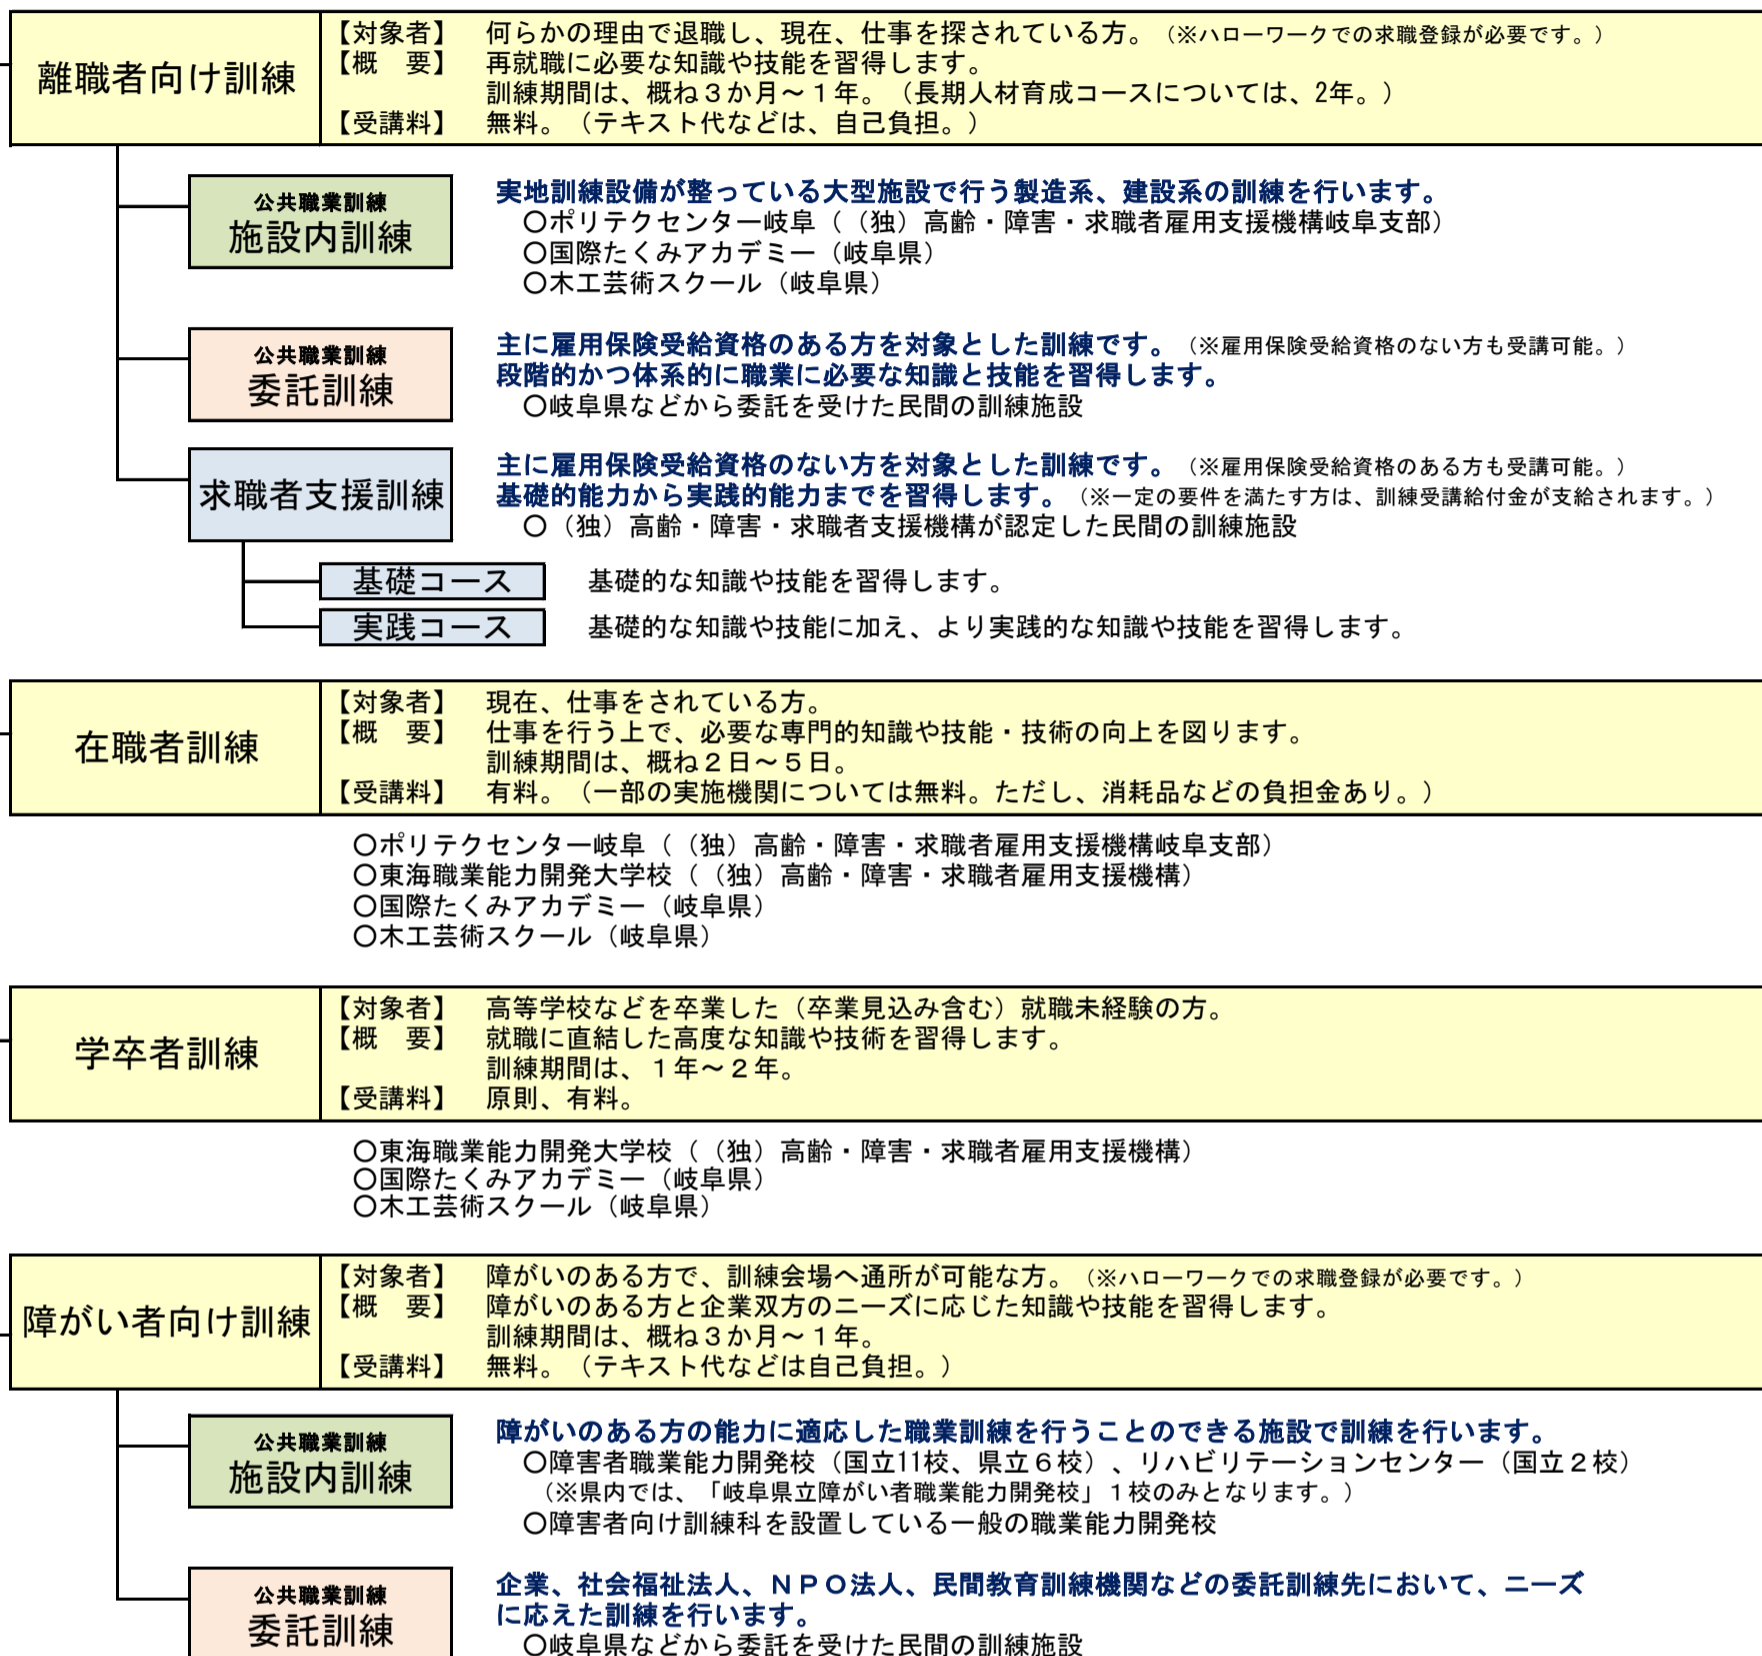 離職者向け訓練
【対象者】 何らかの理由で退職し、現在、仕事を探されている方。（※ハローワークでの求職登録が必要です。）
【概　要】 再就職に必要な知識や技能を習得します。
訓練期間は、概ね３か月～１年。（長期人材育成コースについては、2年。）
【受講料】 無料。（テキスト代などは、自己負担。）
公共職業訓練
施設内訓練
実地訓練設備が整っている大型施設で行う製造系、建設系の訓練を行います。
〇ポリテクセンター岐阜（（独）高齢・障害・求職者雇用支援機構岐阜支部）
〇国際たくみアカデミー（岐阜県）
〇木工芸術スクール（岐阜県）
公共職業訓練
委託訓練
主に雇用保険受給資格のある方を対象とした訓練です。（※雇用保険受給資格のない方も受講可能。）
段階的かつ体系的に職業に必要な知識と技能を習得します。
〇岐阜県などから委託を受けた民間の訓練施設
求職者支援訓練
主に雇用保険受給資格のない方を対象とした訓練です。（※雇用保険受給資格のある方も受講可能。）
基礎的能力から実践的能力までを習得します。（※一定の要件を満たす方は、訓練受講給付金が支給されます。）
〇（独）高齢・障害・求職者支援機構が認定した民間の訓練施設
基礎コース 基礎的な知識や技能を習得します。
実践コース 基礎的な知識や技能に加え、より実践的な知識や技能を習得します。
在職者訓練
【対象者】 現在、仕事をされている方。
【概　要】 仕事を行う上で、必要な専門的知識や技能・技術の向上を図ります。
訓練期間は、概ね２日～５日。
【受講料】 有料。（一部の実施機関については無料。ただし、消耗品などの負担金あり。）
〇ポリテクセンター岐阜（（独）高齢・障害・求職者雇用支援機構岐阜支部）
〇東海職業能力開発大学校（（独）高齢・障害・求職者雇用支援機構）
〇国際たくみアカデミー（岐阜県）
〇木工芸術スクール（岐阜県）
学卒者訓練
【対象者】 高等学校などを卒業した（卒業見込み含む）就職未経験の方。
【概　要】 就職に直結した高度な知識や技術を習得します。
訓練期間は、１年～２年。
【受講料】 原則、有料。
〇東海職業能力開発大学校（（独）高齢・障害・求職者雇用支援機構）
〇国際たくみアカデミー（岐阜県）
〇木工芸術スクール（岐阜県）
障がい者向け訓練
【対象者】 障がいのある方で、訓練会場へ通所が可能な方。（※ハローワークでの求職登録が必要です。）
【概　要】 障がいのある方と企業双方のニーズに応じた知識や技能を習得します。
訓練期間は、概ね３か月～１年。
【受講料】 無料。（テキスト代などは自己負担。）
公共職業訓練
施設内訓練
障がいのある方の能力に適応した職業訓練を行うことのできる施設で訓練を行います。
〇障害者職業能力開発校（国立11校、県立６校）、リハビリテーションセンター（国立２校）
（※県内では、「岐阜県立障がい者職業能力開発校」１校のみとなります。）
〇障害者向け訓練科を設置している一般の職業能力開発校
公共職業訓練
委託訓練
企業、社会福祉法人、ＮＰＯ法人、民間教育訓練機関などの委託訓練先において、ニーズ
に応えた訓練を行います。
〇岐阜県などから委託を受けた民間の訓練施設